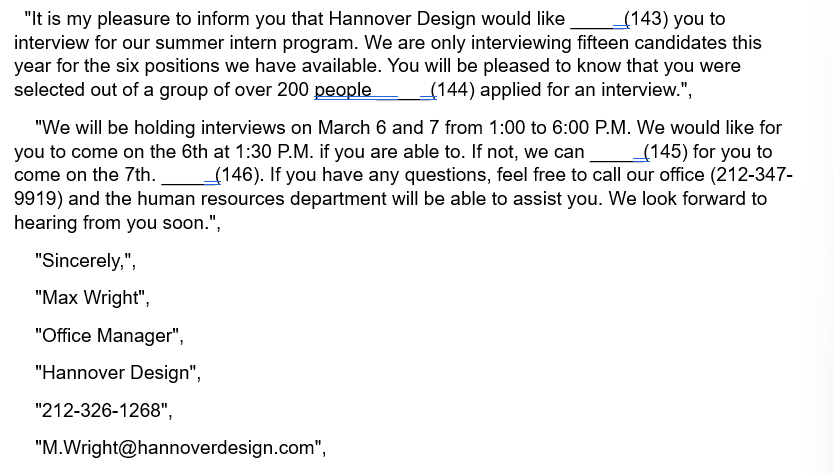 "It is my pleasure to inform you that Hannover Design would like _____(143) you to
interview for our summer intern program. We are only interviewing fifteen candidates this
year for the six positions we have available. You will be pleased to know that you were
selected out of a group of over 200 people_____(144) applied for an interview.",
"We will be holding interviews on March 6 and 7 from 1:00 to 6:00 P.M. We would like for
you to come on the 6th at 1:30 P.M. if you are able to. If not, we can _____(145) for you to
come on the 7th. _____(146). If you have any questions, feel free to call our office (212-347-
9919) and the human resources department will be able to assist you. We look forward to
hearing from you soon.",
"Sincerely,",
"Max Wright",
"Office Manager",
"Hannover Design",
"212-326-1268",
"M.Wright@hannoverdesign.com",